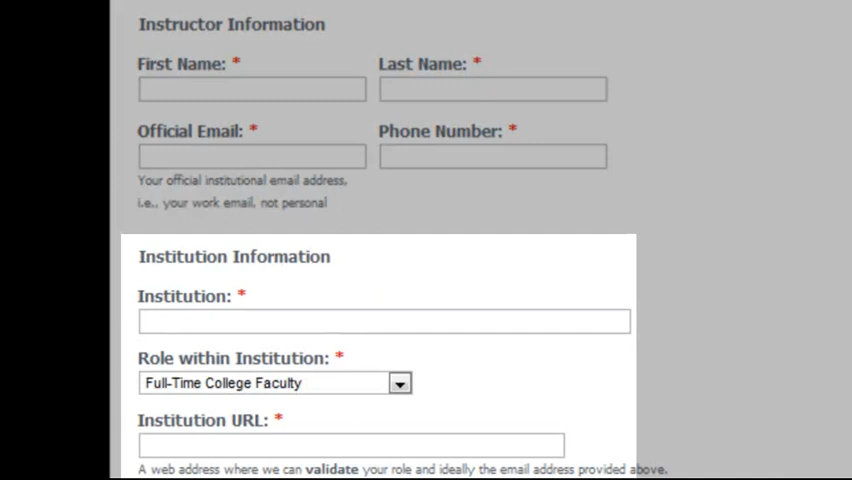 Instructor Information
First Name: * Last Name: *
Official Email: * Phone Number: *
Your official institutional email address,
i.e., your work email, not personal
Institution Information
Institution: *
Role within Institution: *
Full-Time College Faculty
Institution URL: *
A web address where we can validate your role and ideally the email address provided above.